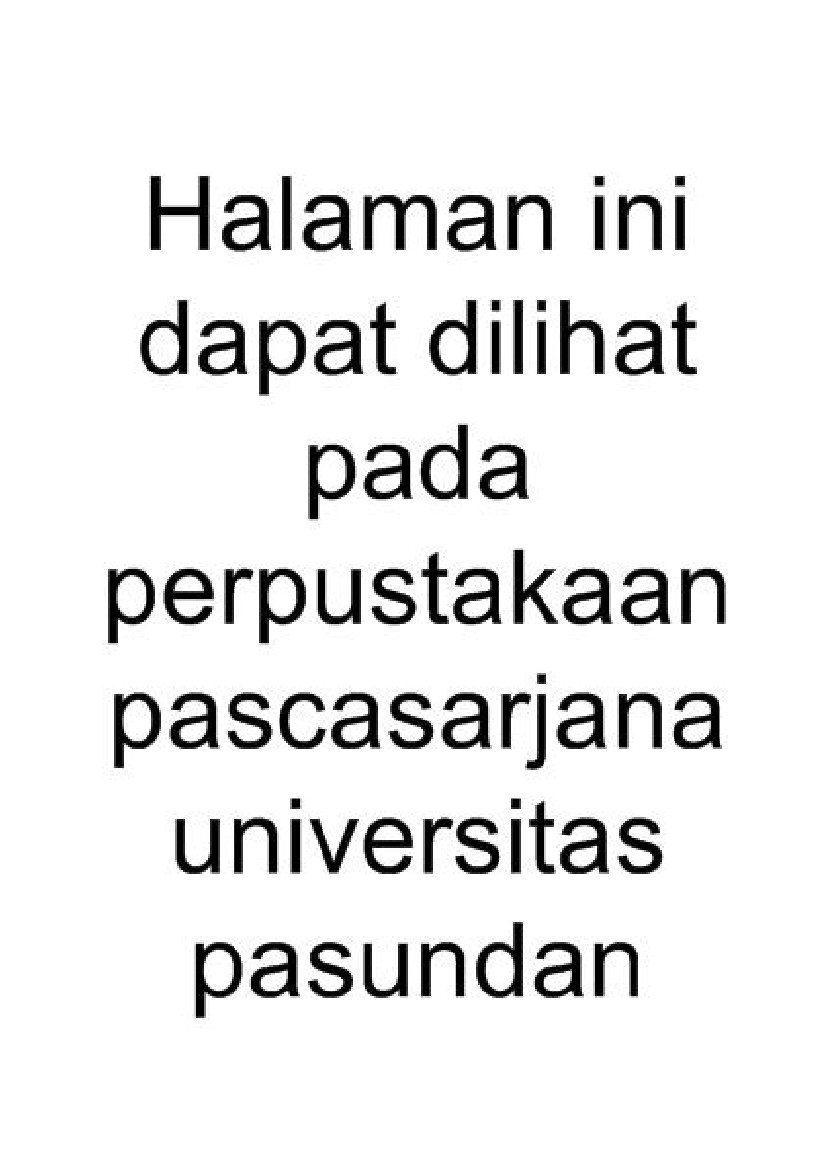 Halaman ini
dapat dilihat
pada
perpustakaan
pascasarjana
universitas
pasundan